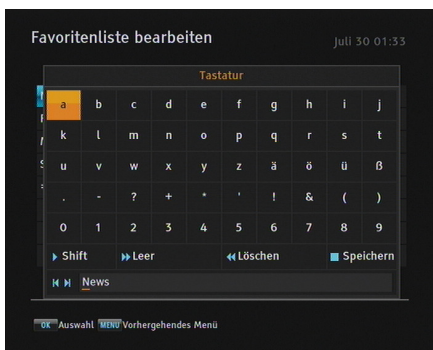 Favoritenliste bearbeiten
Juli 30 01:33
Tastatur
a b c d e f g h i j
k l m n o p q r s t
u v w x y z ä ö ü ß
. - ? + * ' ! & ( )
0 1 2 3 4 5 6 7 8 9
Shift Leer Löschen Speichern
News
OK Auswahl MENU Vorhergehendes Menü